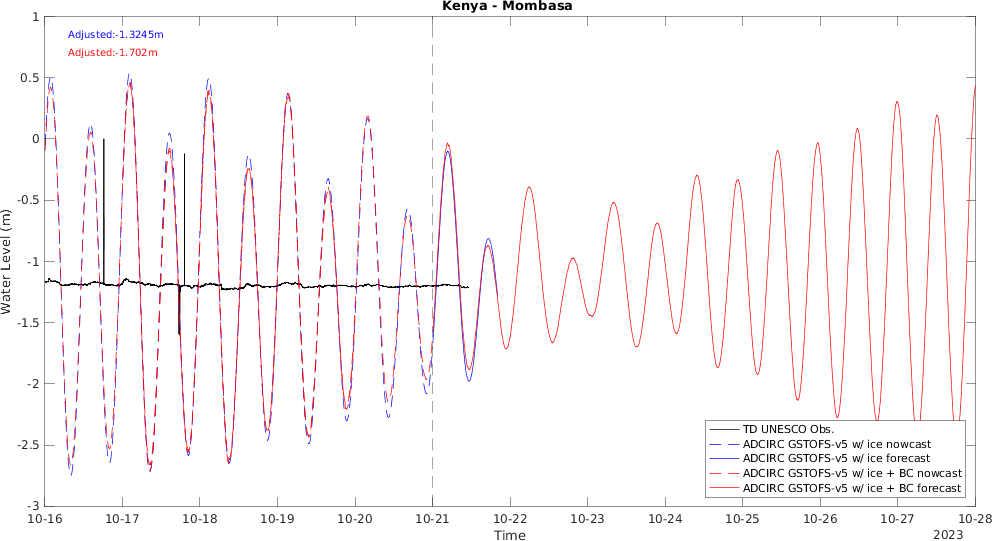 Kenya - Mombasa
Adjusted:-1.3245m
Adjusted:-1.702m
Water Level (m)
1
0.5
0
-0.5
-1
-1.5
-2
-2.5
-3
TD UNESCO Obs.
ADCIRC GSTOFS-v5 w/ ice nowcast
ADCIRC GSTOFS-v5 w/ ice forecast
ADCIRC GSTOFS-v5 w/ ice + BC nowcast
ADCIRC GSTOFS-v5 w/ ice + BC forecast
10-16 10-17 10-18 10-19 10-20 10-21 10-22 10-23 10-24 10-25 10-26 10-27 10-28
Time
2023